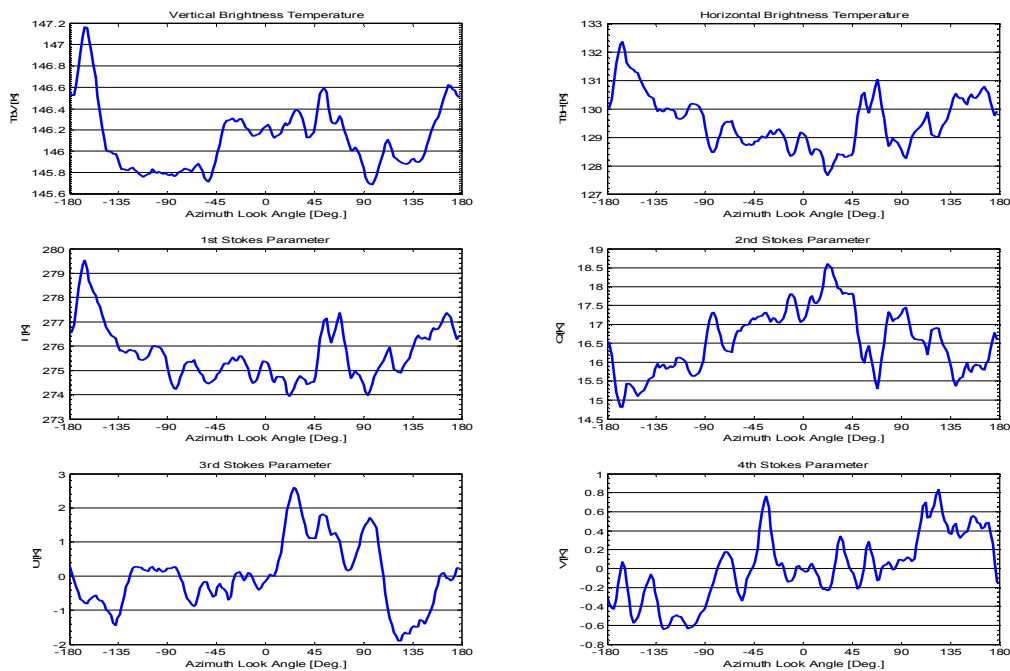 Vertical Brightness Temperature
147.2
147
146.8
146.6
146.4
146.2
146
145.8
145.6
TbV[K]
-180 -135 -90 -45 0 45 90 135 180
Azimuth Look Angle [Deg.]
Horizontal Brightness Temperature
133
132
131
130
129
128
127
TbH[K]
-180 -135 -90 -45 0 45 90 135 180
Azimuth Look Angle [Deg.]
1st Stokes Parameter
280
279
278
277
276
275
274
273
I [K]
-180 -135 -90 -45 0 45 90 135 180
Azimuth Look Angle [Deg.]
2nd Stokes Parameter
19
18.5
18
17.5
17
16.5
16
15.5
15
14.5
Q[K]
-180 -135 -90 -45 0 45 90 135 180
Azimuth Look Angle [Deg.]
3rd Stokes Parameter
3
2
1
0
-1
-2
U[K]
-180 -135 -90 -45 0 45 90 135 180
Azimuth Look Angle [Deg.]
4th Stokes Parameter
1
0.8
0.6
0.4
0.2
0
-0.2
-0.4
-0.6
-0.8
V[K]
-180 -135 -90 -45 0 45 90 135 180
Azimuth Look Angle [Deg.]